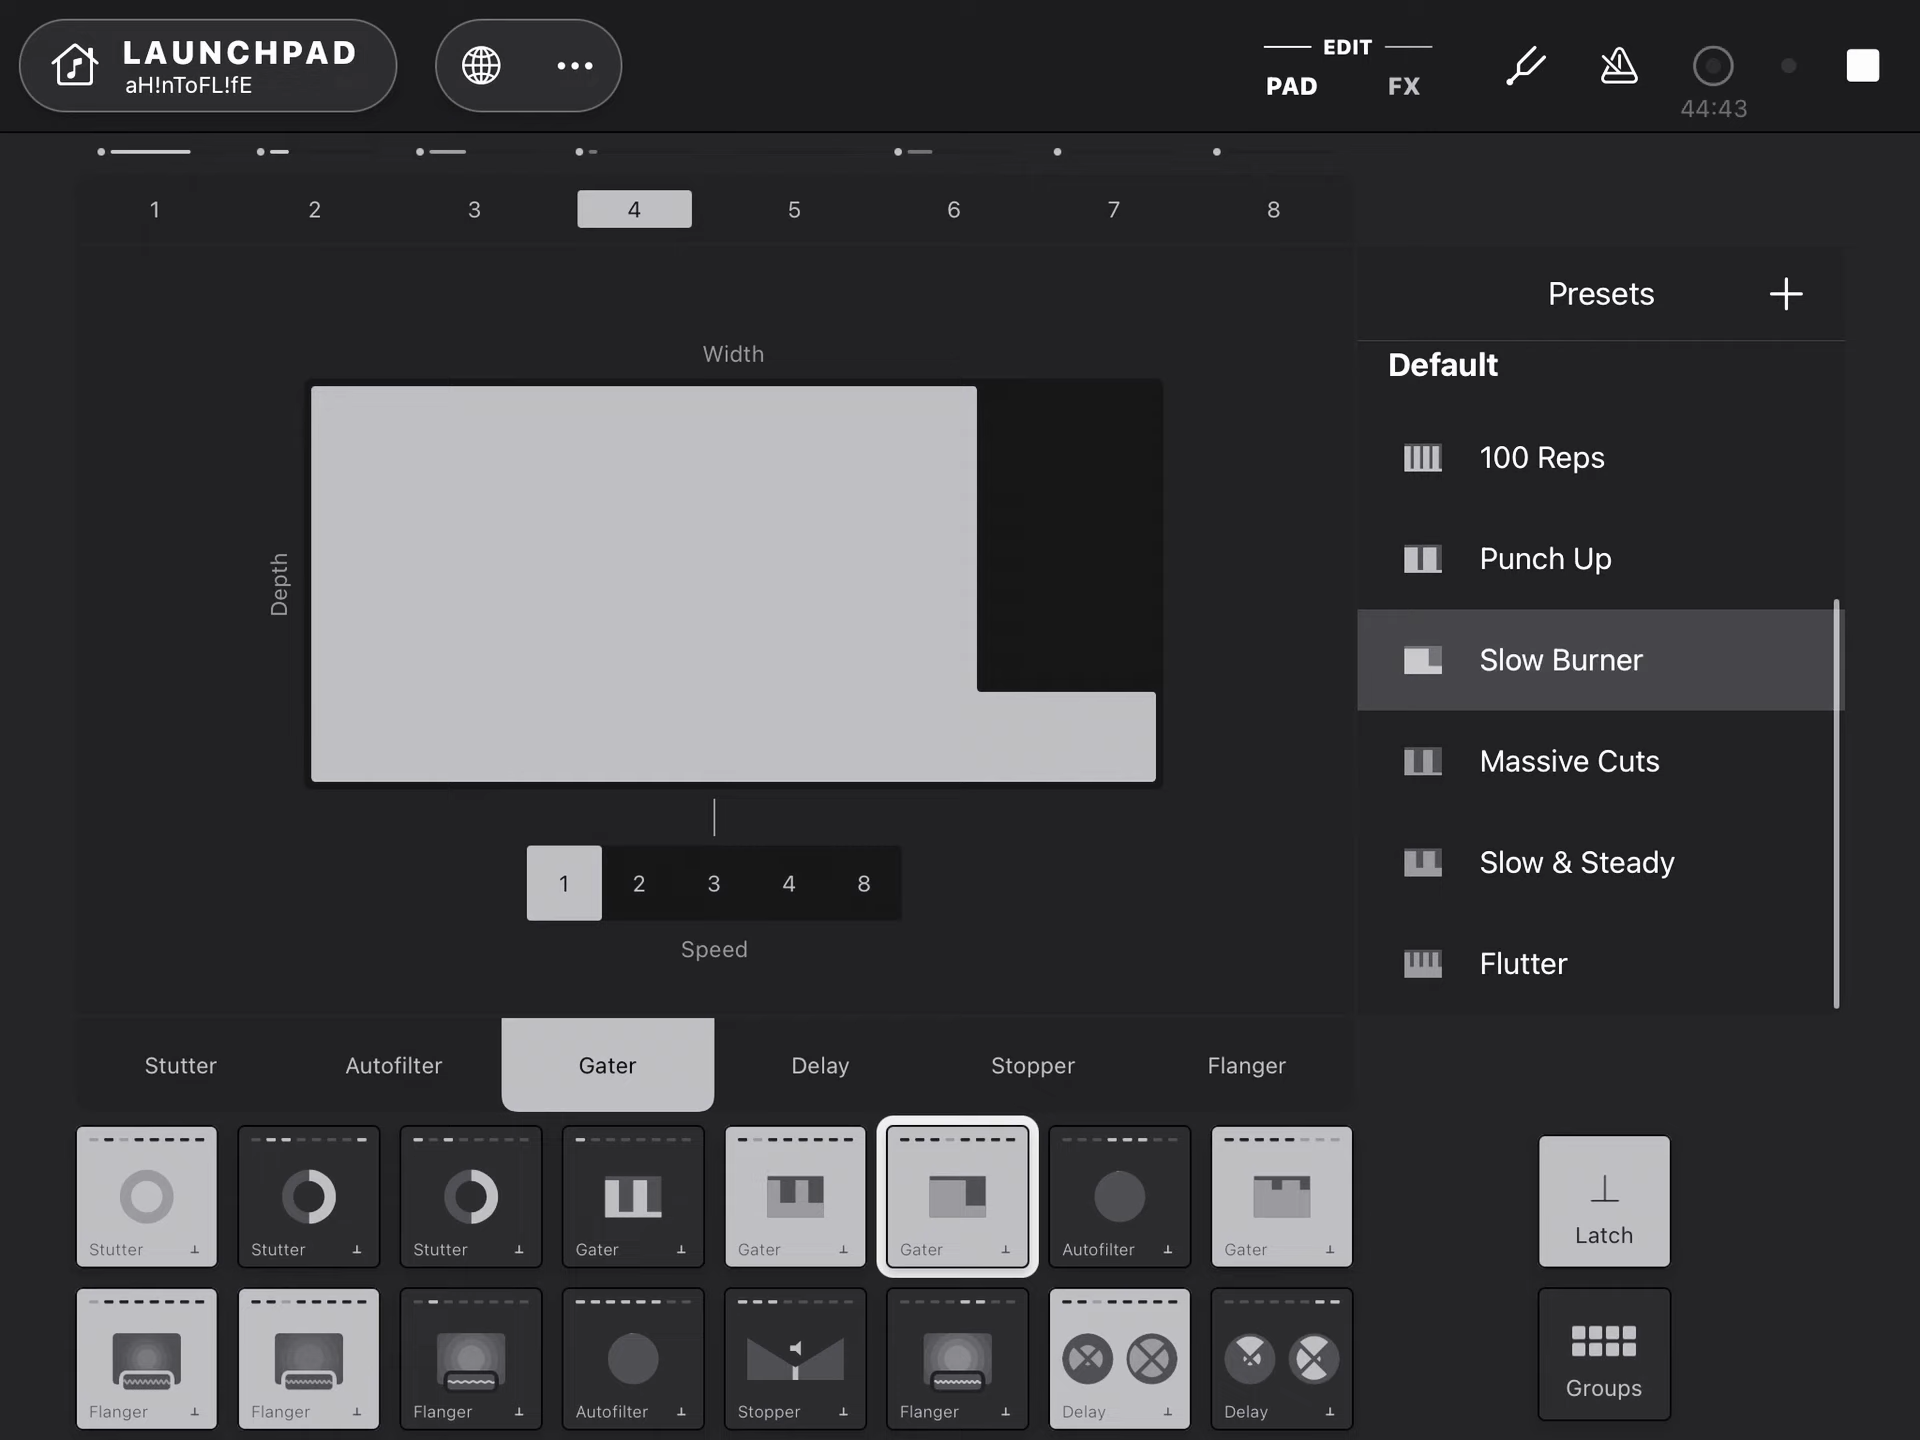 LAUNCHPAD
aH!nToFL!fE
EDIT
PAD FX
44:43
1 2 3 4 5 6 7 8
Presets
Default
Width
100 Reps
Punch Up
Depth
Slow Burner
Massive Cuts
Slow & Steady
1 2 3 4 8
Speed
Flutter
Stutter Autofilter Gater Delay Stopper Flanger
Stutter Stutter Stutter Gater Gater Gater Autofilter Gater
Latch
Flanger Flanger Flanger Autofilter Stopper Flanger Delay Delay
Groups